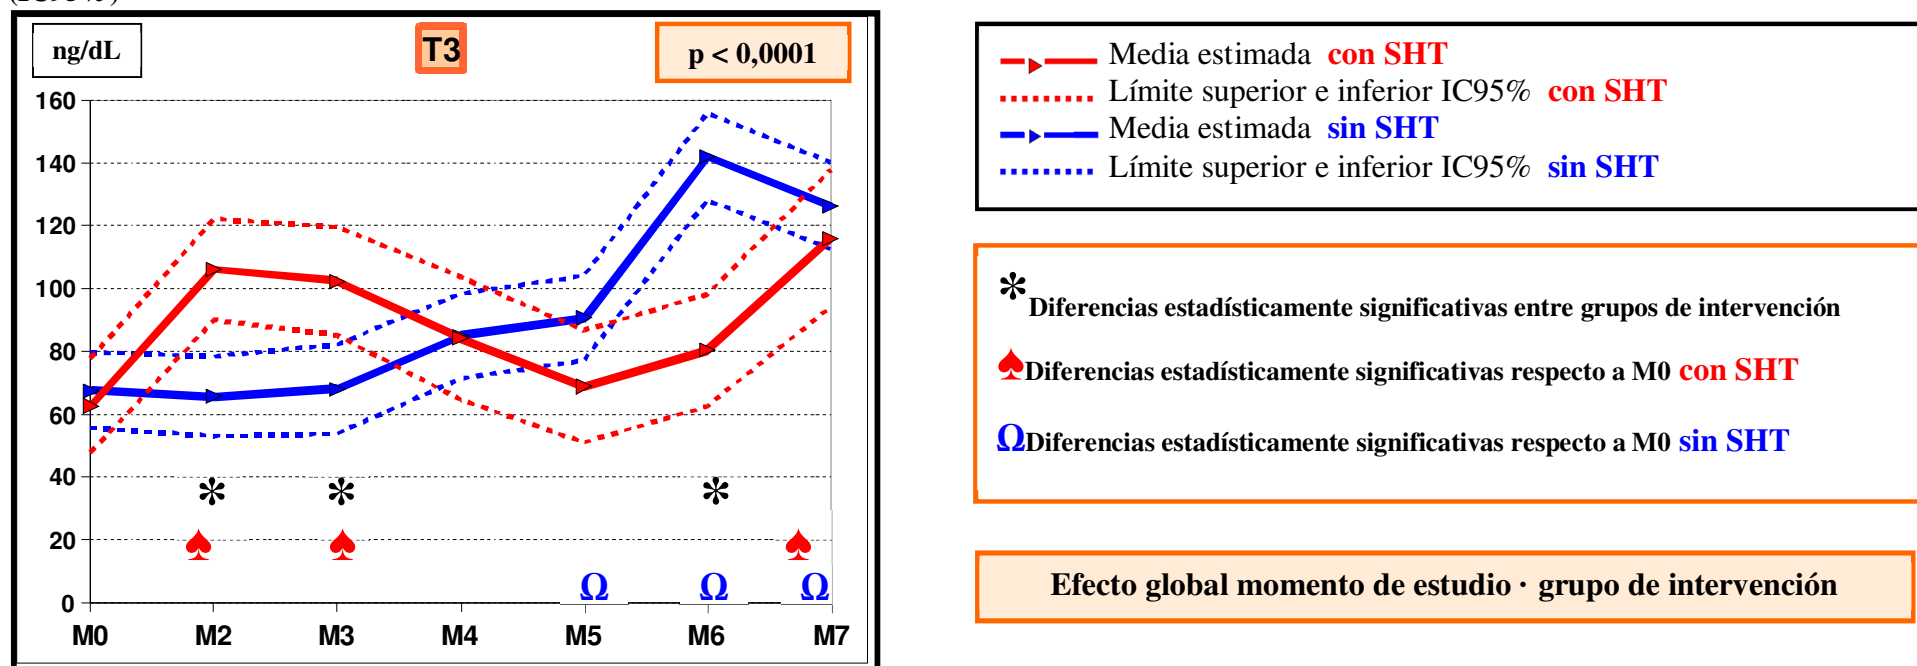 (IC95%)
ng/dL
T3
p < 0,0001
160
140
120
100
80
60
40
20
0
M0 M2 M3 M4 M5 M6 M7
*
*
*
♠
♠
♠
Ω
Ω
Ω
Media estimada con SHT
Límite superior e inferior IC95% con SHT
Media estimada sin SHT
Límite superior e inferior IC95% sin SHT
*Diferencias estadísticamente significativas entre grupos de intervención
♠Diferencias estadísticamente significativas respecto a M0 con SHT
ΩDiferencias estadísticamente significativas respecto a M0 sin SHT
Efecto global momento de estudio · grupo de intervención